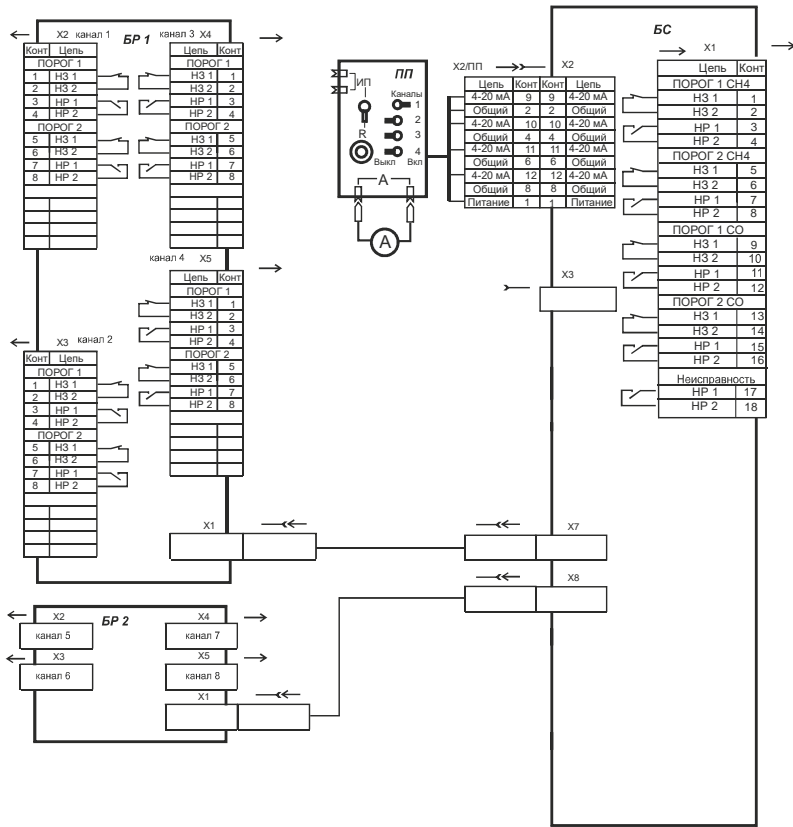 X2 канал 1
БР 1
канал 3 X4
Конт Цепь
ПОРОГ 1
1 НЗ 1
2 НЗ 2
3 НР 1
4 НР 2
ПОРОГ 2
5 НЗ 1
6 НЗ 2
7 НР 1
8 НР 2
Цепь Конт
ПОРОГ 1
НЗ 1 1
НЗ 2 2
НР 1 3
НР 2 4
ПОРОГ 2
НЗ 1 5
НЗ 2 6
НР 1 7
НР 2 8
канал 4 X5
Цепь Конт
ПОРОГ 1
НЗ 1 1
НЗ 2 2
НР 1 3
НР 2 4
ПОРОГ 2
НЗ 1 5
НЗ 2 6
НР 1 7
НР 2 8
X3 канал 2
Конт Цепь
ПОРОГ 1
1 НЗ 1
2 НЗ 2
3 НР 1
4 НР 2
ПОРОГ 2
5 НЗ 1
6 НЗ 2
7 НР 1
8 НР 2
X1
ПП
ИП
Каналы
1
2
3
4
R
Выкл
Вкл
А
А
X2/ПП
X2
Цепь Конт Конт Цепь
4-20 мА 9 9 4-20 мА
Общий 2 2 Общий
4-20 мА 10 10 4-20 мА
Общий 4 4 Общий
4-20 мА 11 11 4-20 мА
Общий 6 6 Общий
4-20 мА 12 12 4-20 мА
Общий 8 8 Общий
Питание 1 1 Питание
X3
БС
X1
Цепь Конт
ПОРОГ 1 СН4
НЗ 1 1
НЗ 2 2
НР 1 3
НР 2 4
ПОРОГ 2 СН4
НЗ 1 5
НЗ 2 6
НР 1 7
НР 2 8
ПОРОГ 1 СО
НЗ 1 9
НЗ 2 10
НР 1 11
НР 2 12
ПОРОГ 2 СО
НЗ 1 13
НЗ 2 14
НР 1 15
НР 2 16
Неисправность
НР 1 17
НР 2 18
X7
X8
X2
БР 2
X4
канал 5
канал 7
X3
X5
канал 6
канал 8
X1